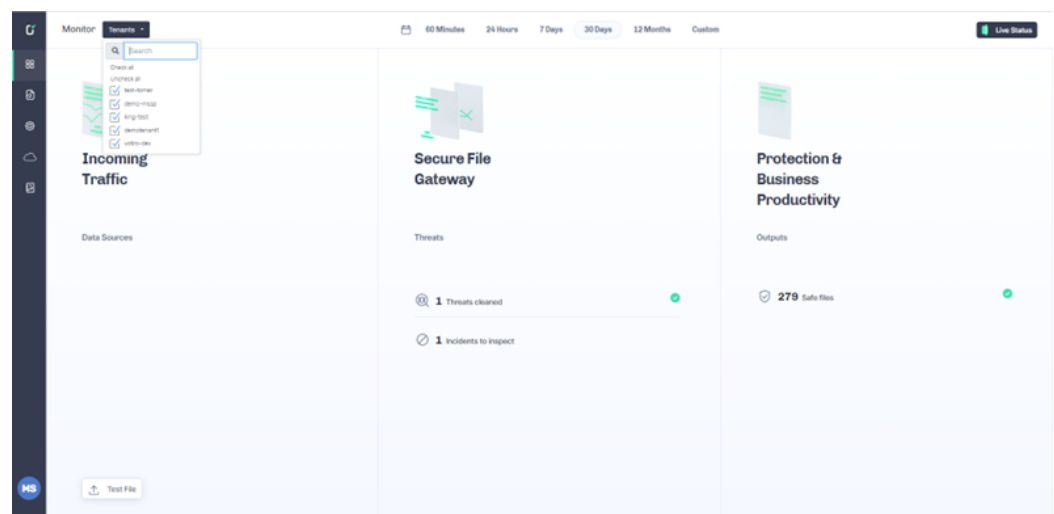 Monitor
Tenants
60 Minutes
24 Hours
7 Days
30 Days
12 Months
Custom
Live Status
Search
Check all
Uncheck all
test-tomer
demo-mssp
king-test
demotenant1
votiro-dev
Incoming
Traffic
Data Sources
Test File
Secure File
Gateway
Threats
1 Threats cleaned
1 Incidents to inspect
Protection &
Business
Productivity
Outputs
279 Safe files
MS